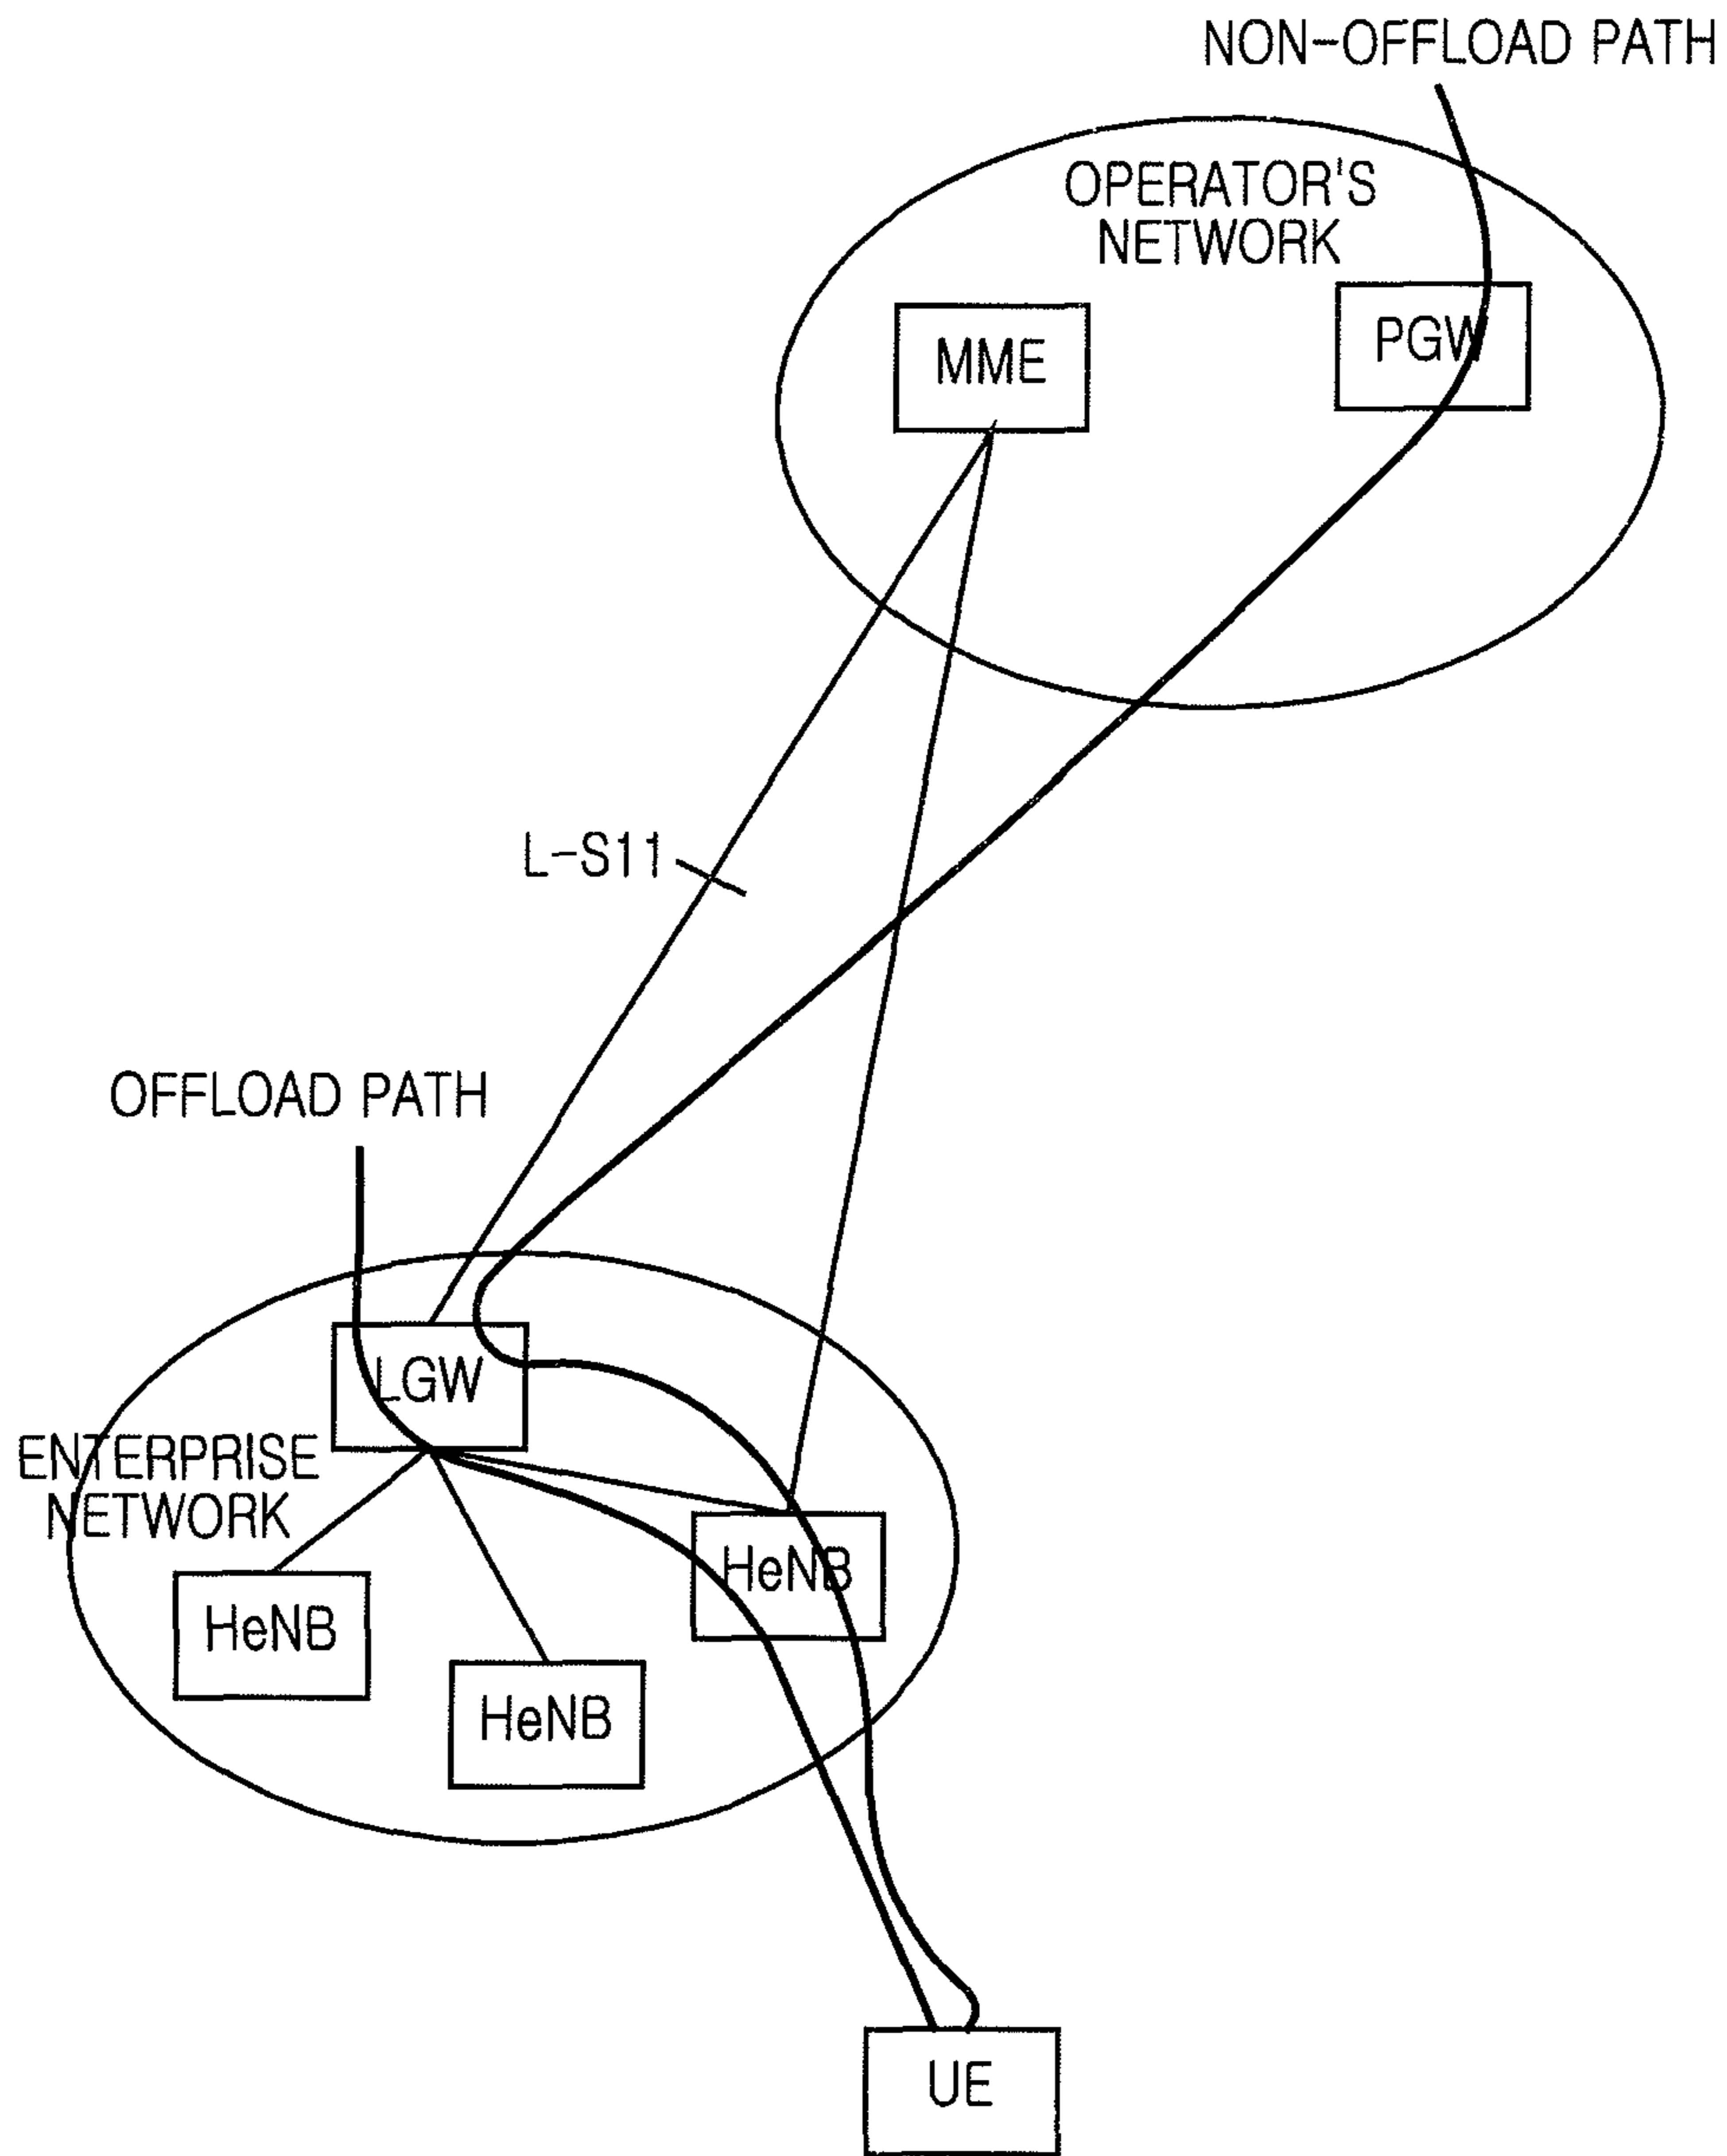 NON-OFFLOAD PATH
OPERATOR'S
NETWORK
MME
PGW
L-S11
OFFLOAD PATH
LGW
ENTERPRISE
NETWORK
HeNB
HeNB
HeNB
UE